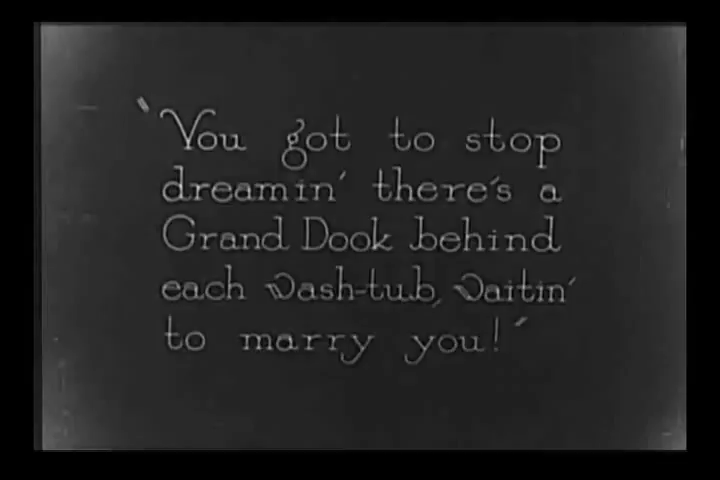 "You got to stop
dreamin' there's a
Grand Dook behind
each wash-tub, waitin'
to marry you!"